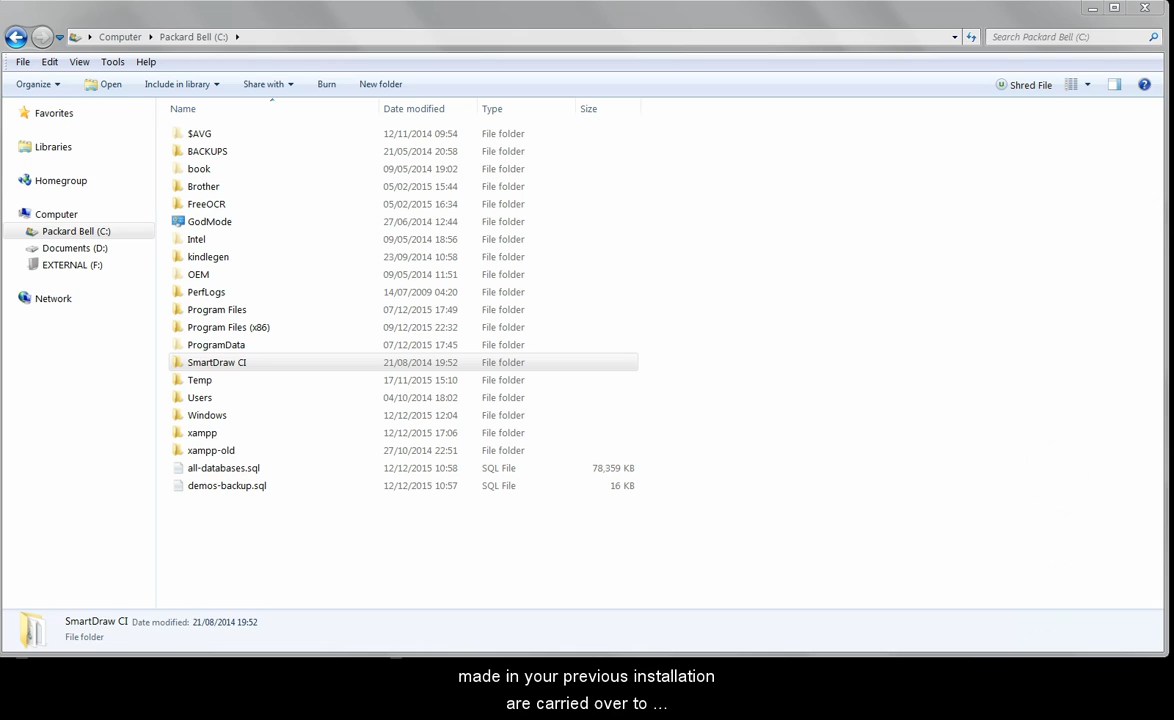 Computer Packard Bell (C:) Search Packard Bell (C:)
File Edit View Tools Help
Organize Open Include in library Share with Burn New folder Shred File
Name Date modified Type Size
Favorites
Libraries
Homegroup
Computer
Packard Bell (C:)
Documents (D:)
EXTERNAL (F:)
Network
$AVG 12/11/2014 09:54 File folder
BACKUPS 21/05/2014 20:58 File folder
book 09/05/2014 19:02 File folder
Brother 05/02/2015 15:44 File folder
FreeOCR 05/02/2015 16:34 File folder
GodMode 27/06/2014 12:44 File folder
Intel 09/05/2014 18:56 File folder
kindlegen 23/09/2014 10:58 File folder
OEM 09/05/2014 11:51 File folder
PerfLogs 14/07/2009 04:20 File folder
Program Files 07/12/2015 17:49 File folder
Program Files (x86) 09/12/2015 22:32 File folder
ProgramData 07/12/2015 17:45 File folder
SmartDraw CI 21/08/2014 19:52 File folder
Temp 17/11/2015 15:10 File folder
Users 04/10/2014 18:02 File folder
Windows 12/12/2015 12:04 File folder
xampp 12/12/2015 17:06 File folder
xampp-old 27/10/2014 22:51 File folder
all-databases.sql 12/12/2015 10:58 SQL File 78,359 KB
demos-backup.sql 12/12/2015 10:57 SQL File 16 KB
SmartDraw CI Date modified: 21/08/2014 19:52
File folder
made in your previous installation
are carried over to ...